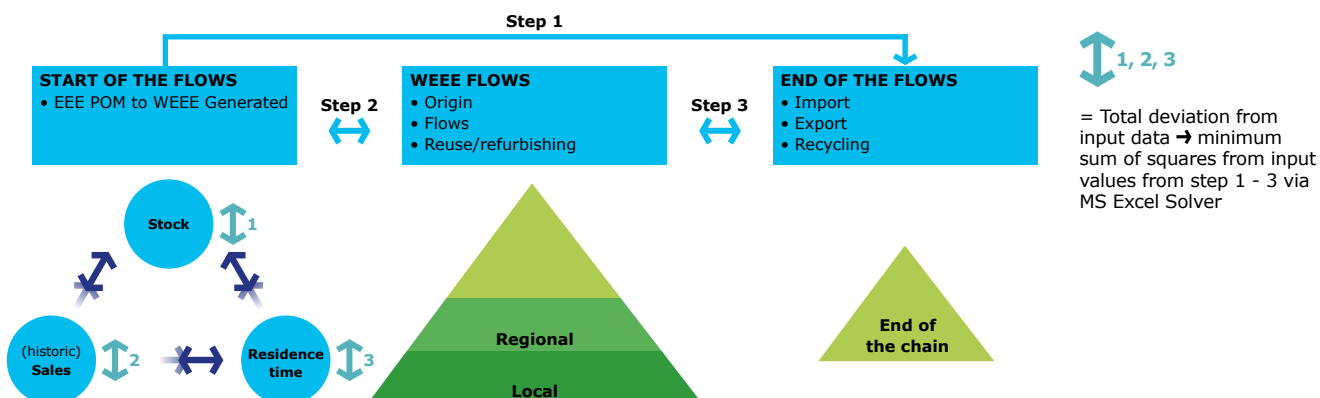 Step 1
START OF THE FLOWS
• EEE POM to WEEE Generated
Step 2
WEEE FLOWS
• Origin
• Flows
• Reuse/refurbishing
Step 3
END OF THE FLOWS
• Import
• Export
• Recycling
1, 2, 3
= Total deviation from
input data ➔ minimum
sum of squares from input
values from step 1 - 3 via
MS Excel Solver
Stock
1
(historic)
Sales
2
Residence
time
3
Regional
Local
End of
the chain